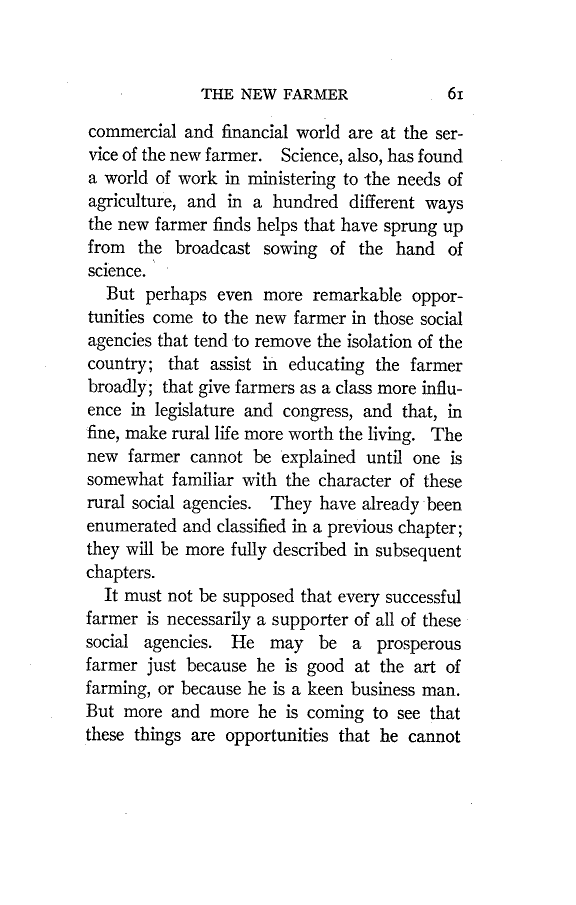 THE NEW FARMER 61
commercial and financial world are at the ser-
vice of the new farmer. Science, also, has found
a world of work in ministering to the needs of
agriculture, and in a hundred different ways
the new farmer finds helps that have sprung up
from the broadcast sowing of the hand of
science.
But perhaps even more remarkable oppor-
tunities come to the new farmer in those social
agencies that tend to remove the isolation of the
country; that assist in educating the farmer
broadly; that give farmers as a class more influ-
ence in legislature and congress, and that, in
fine, make rural life more worth the living. The
new farmer cannot be explained until one is
somewhat familiar with the character of these
rural social agencies. They have already been
enumerated and classified in a previous chapter;
they will be more fully described in subsequent
chapters.
It must not be supposed that every successful
farmer is necessarily a supporter of all of these
social agencies. He may be a prosperous
farmer just because he is good at the art of
farming, or because he is a keen business man.
But more and more he is coming to see that
these things are opportunities that he cannot